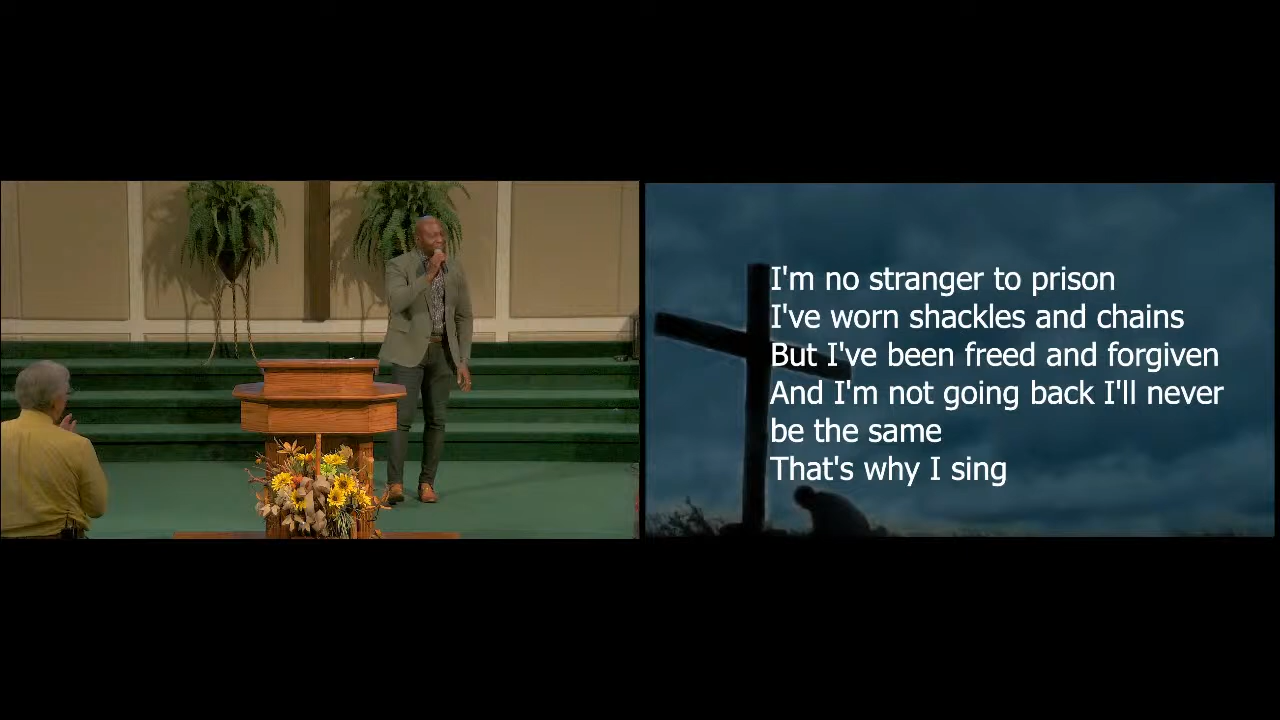 I'm no stranger to prison
I've worn shackles and chains
But I've been freed and forgiven
And I'm not going back I'll never
be the same
That's why I sing